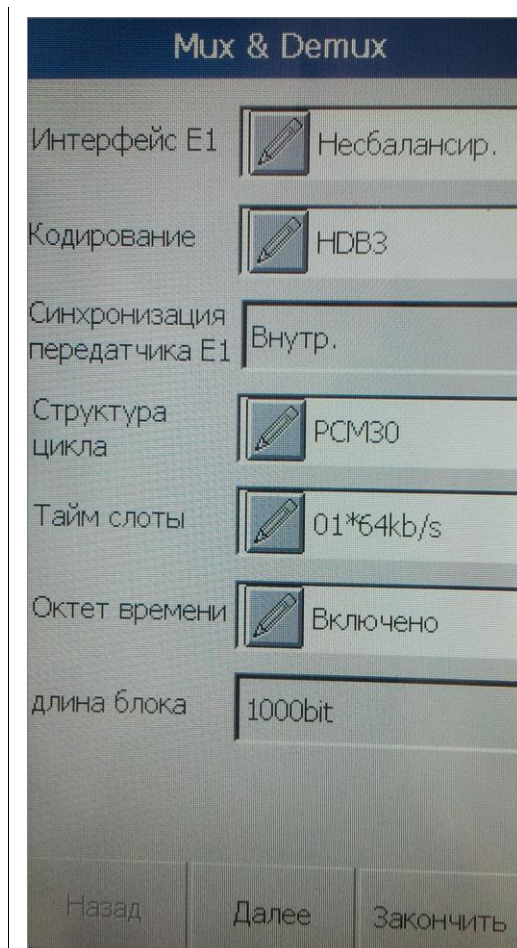 Mux & Demux
Интерфейс E1
Несбалансир.
Кодирование
HDB3
Синхронизация
передатчика E1
Внутр.
Структура
цикла
PCM30
Тайм слоты
01*64kb/s
Октет времени
Включено
длина блока
1000bit
Назад
Далее
Закончить